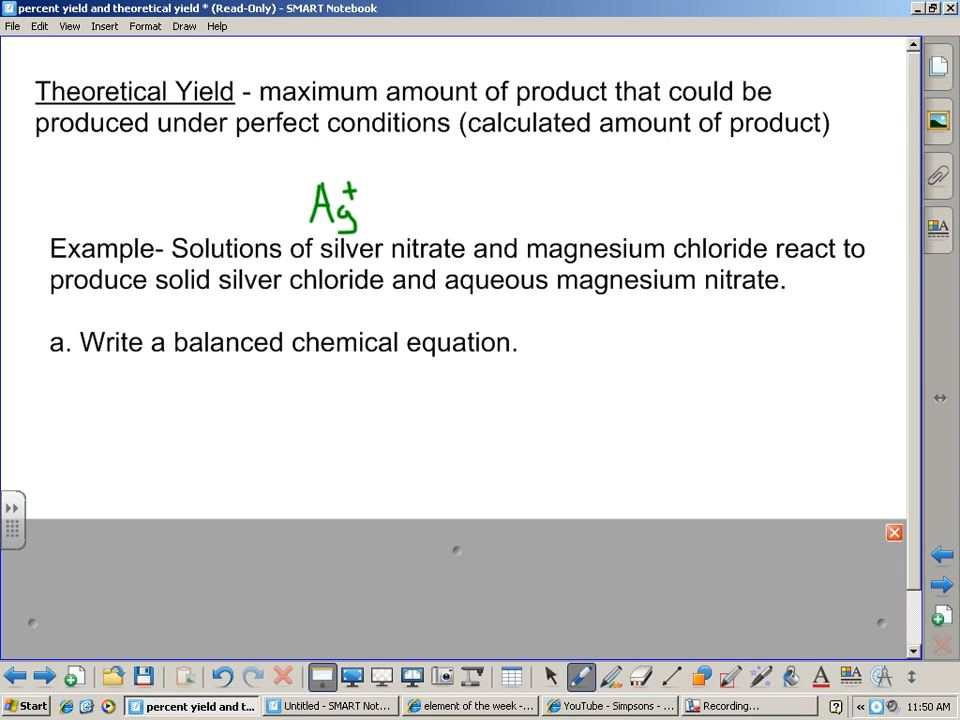 percent yield and theoretical yield * (Read-Only) - SMART Notebook
File Edit View Insert Format Draw Help
Theoretical Yield - maximum amount of product that could be
produced under perfect conditions (calculated amount of product)
Ag+
Example- Solutions of silver nitrate and magnesium chloride react to
produce solid silver chloride and aqueous magnesium nitrate.
a. Write a balanced chemical equation.
Start percent yield and t... Untitled - SMART Not... element of the week -... YouTube - Simpsons -... Recording... 11:50 AM